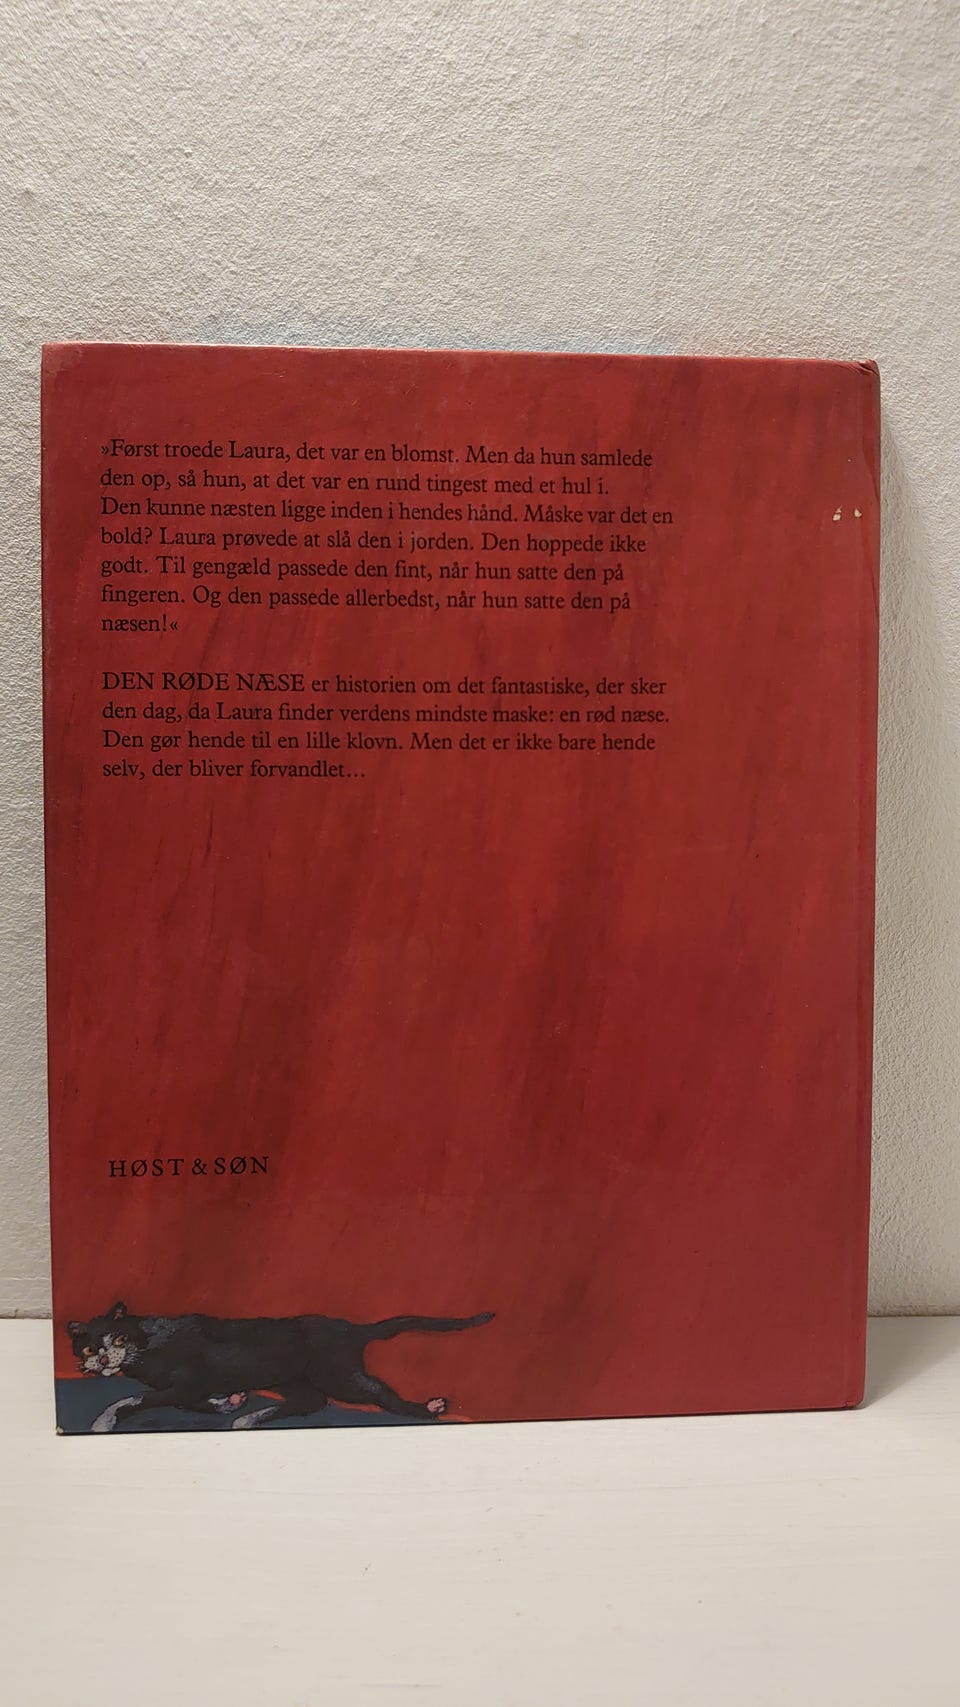 »Først troede Laura, det var en blomst. Men da hun samlede
den op, så hun, at det var en rund tingest med et hul i.
Den kunne næsten ligge inden i hendes hånd. Måske var det en
bold? Laura prøvede at slå den i jorden. Den hoppede ikke
godt. Til gengæld passede den fint, når hun satte den på
fingeren. Og den passede allerbedst, når hun satte den på
næsen!«
DEN RØDE NÆSE er historien om det fantastiske, der sker
den dag, da Laura finder verdens mindste maske: en rød næse.
Den gør hende til en lille klovn. Men det er ikke bare hende
selv, der bliver forvandlet...
HØST & SØN